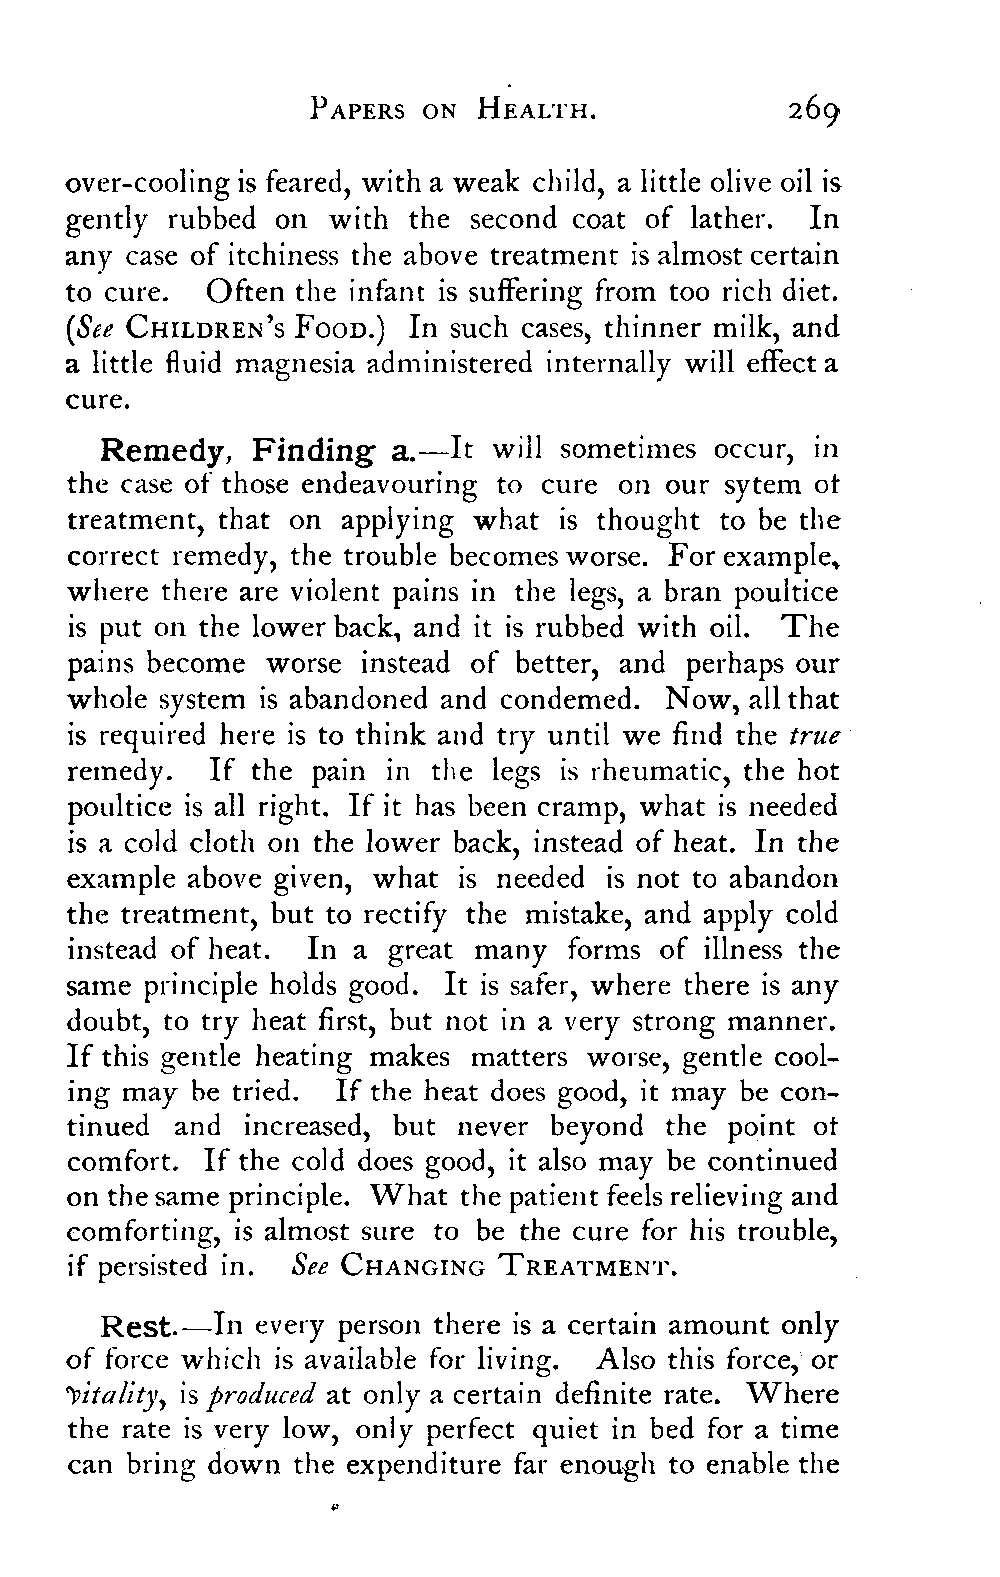 PAPERS ON HEALTH. 269
over-cooling is feared, with a weak child, a little olive oil is
gently rubbed on with the second coat of lather. In
any case of itchiness the above treatment is almost certain
to cure. Often the infant is suffering from too rich diet.
(See CHILDREN'S FOOD.) In such cases, thinner milk, and
a little fluid magnesia administered internally will effect a
cure.
Remedy, Finding a.—It will sometimes occur, in
the case of those endeavouring to cure on our sytem of
treatment, that on applying what is thought to be the
correct remedy, the trouble becomes worse. For example,
where there are violent pains in the legs, a bran poultice
is put on the lower back, and it is rubbed with oil. The
pains become worse instead of better, and perhaps our
whole system is abandoned and condemed. Now, all that
is required here is to think and try until we find the true
remedy. If the pain in the legs is rheumatic, the hot
poultice is all right. If it has been cramp, what is needed
is a cold cloth on the lower back, instead of heat. In the
example above given, what is needed is not to abandon
the treatment, but to rectify the mistake, and apply cold
instead of heat. In a great many forms of illness the
same principle holds good. It is safer, where there is any
doubt, to try heat first, but not in a very strong manner.
If this gentle heating makes matters worse, gentle cool-
ing may be tried. If the heat does good, it may be con-
tinued and increased, but never beyond the point of
comfort. If the cold does good, it also may be continued
on the same principle. What the patient feels relieving and
comforting, is almost sure to be the cure for his trouble,
if persisted in. See CHANGING TREATMENT.
Rest.—In every person there is a certain amount only
of force which is available for living. Also this force, or
vitality, is produced at only a certain definite rate. Where
the rate is very low, only perfect quiet in bed for a time
can bring down the expenditure far enough to enable the